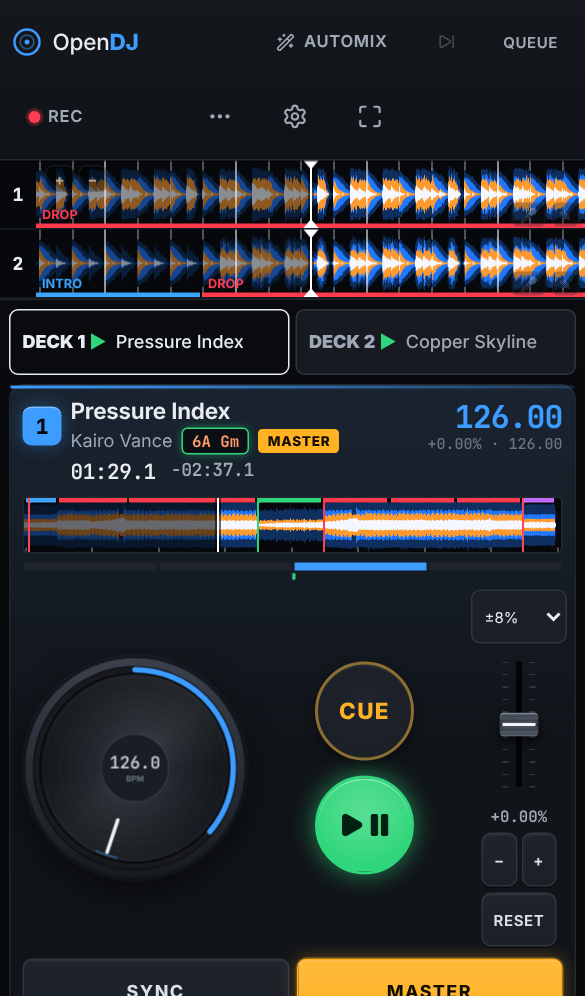 OpenDJ
AUTOMIX
QUEUE
REC
1
+ −
DROP
2
INTRO
DROP
DECK 1 Pressure Index
DECK 2 Copper Skyline
1
Pressure Index
126.00
Kairo Vance
6A Gm
MASTER
+0.00% · 126.00
01:29.1
-02:37.1
±8%
126.0
BPM
CUE
+0.00%
− +
RESET
SYNC
MASTER